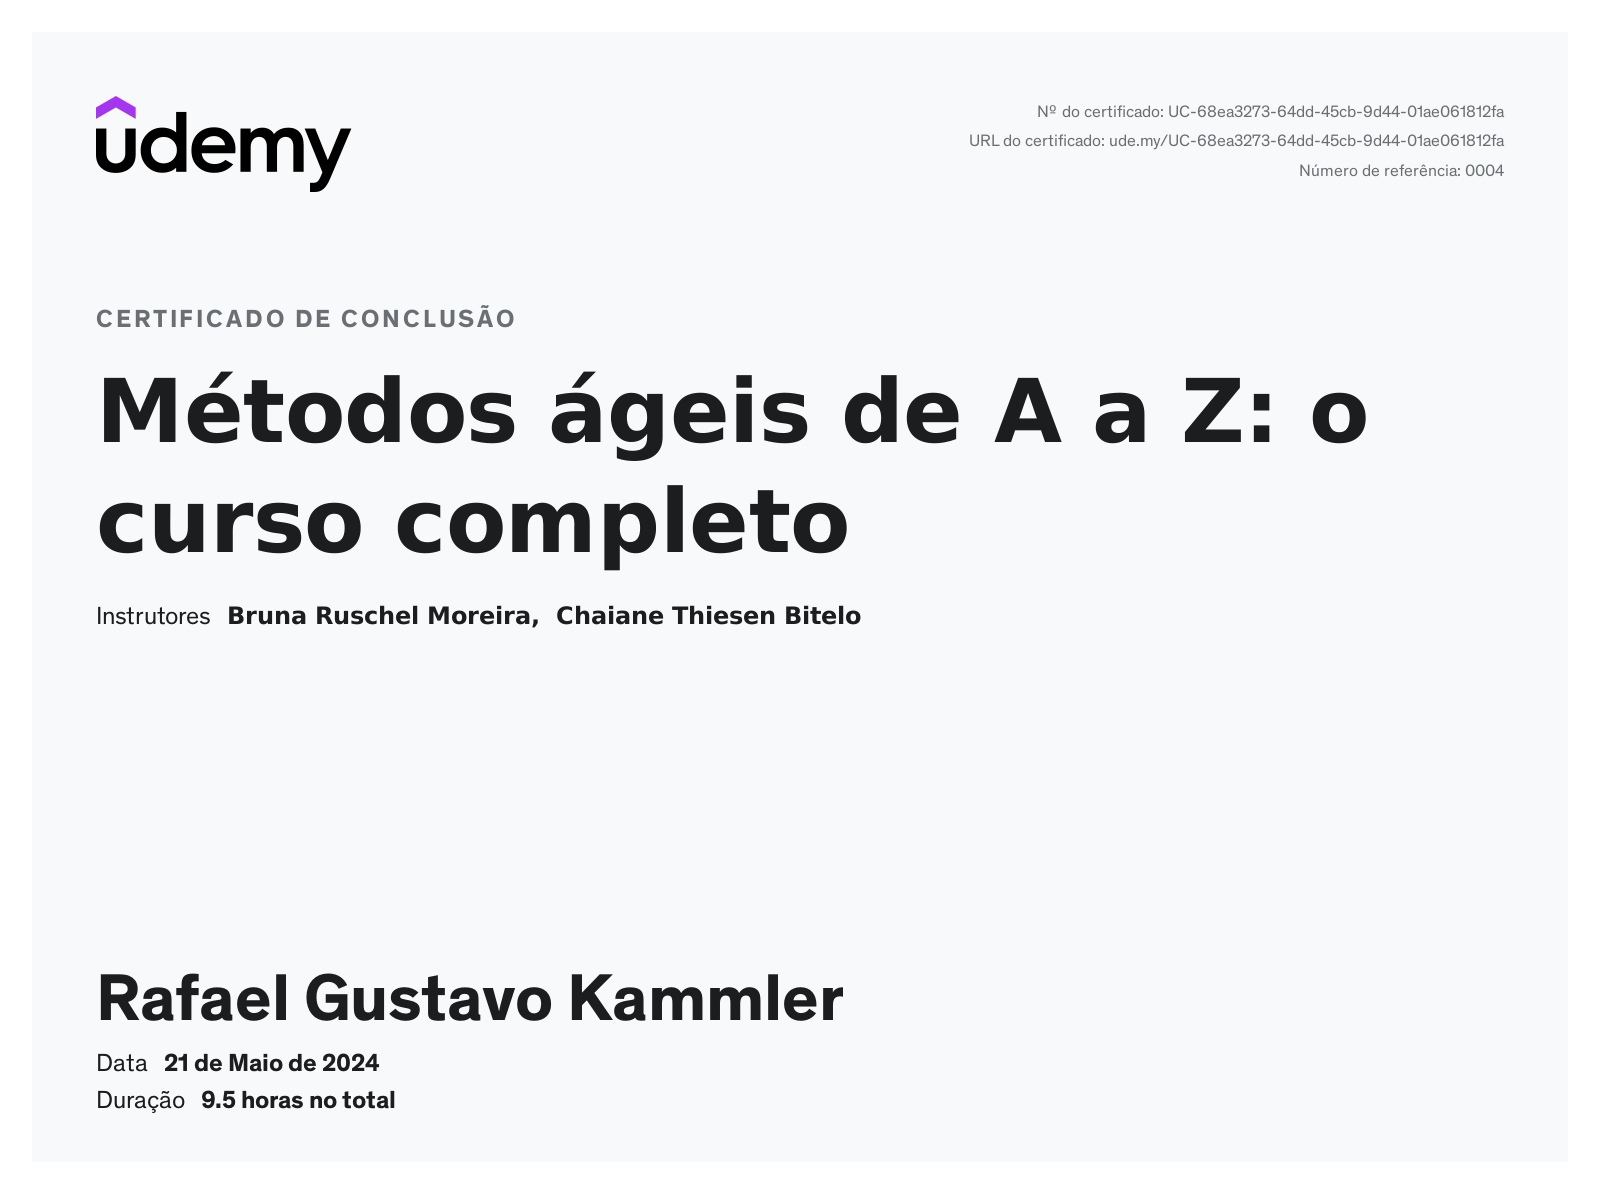 udemy
Nº do certificado: UC-68ea3273-64dd-45cb-9d44-01ae061812fa
URL do certificado: ude.my/UC-68ea3273-64dd-45cb-9d44-01ae061812fa
Número de referência: 0004
CERTIFICADO DE CONCLUSÃO
Métodos ágeis de A a Z: o
curso completo
Instrutores Bruna Ruschel Moreira, Chaiane Thiesen Bitelo
Rafael Gustavo Kammler
Data 21 de Maio de 2024
Duração 9.5 horas no total